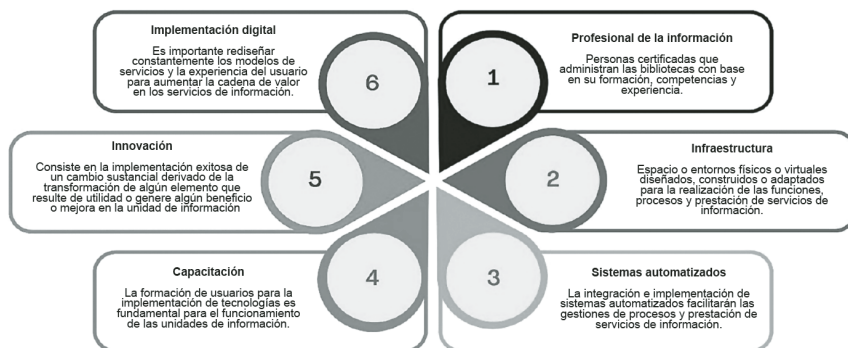 1
Profesional de la información
Personas certificadas que
administran las bibliotecas con base
en su formación, competencias y
experiencia.
2
Infraestructura
Espacio o entornos físicos o virtuales
diseñados, construidos o adaptados
para la realización de las funciones,
procesos y prestación de servicios de
información.
3
Sistemas automatizados
La integración e implementación de
sistemas automatizados facilitarán las
gestiones de procesos y prestación de
servicios de información.
4
Capacitación
La formación de usuarios para la
implementación de tecnologías es
fundamental para el funcionamiento
de las unidades de información.
5
Innovación
Consiste en la implementación exitosa de
un cambio sustancial derivado de la
transformación de algún elemento que
resulte de utilidad o genere algún beneficio
o mejora en la unidad de información
6
Implementación digital
Es importante rediseñar
constantemente los modelos de
servicios y la experiencia del usuario
para aumentar la cadena de valor
en los servicios de información.